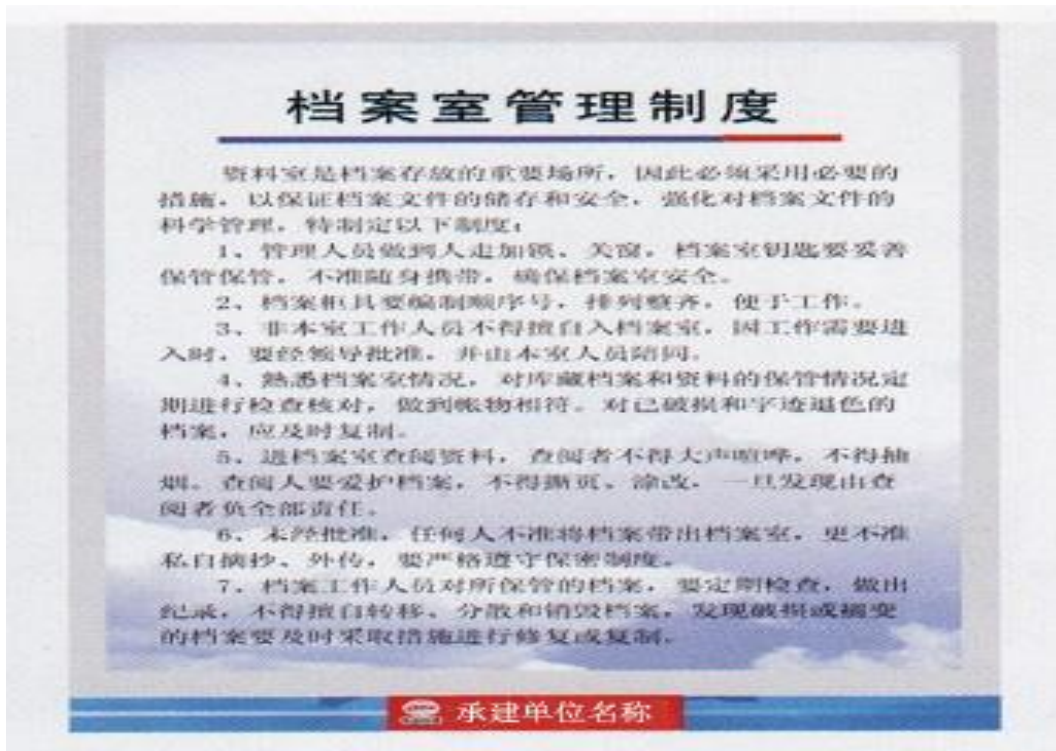 档案室管理制度
资料室是档案存放的重要场所，因此必须采用必要的
措施，以保证档案文件的储存和安全，强化对档案文件的
科学管理，特制定以下制度：
1、管理人员做到人走加锁、关窗，档案室钥匙要妥善
保管保管，不准随身携带，确保档案室安全。
2、档案柜具要编制顺序号，排列整齐，便于工作。
3、非本室工作人员不得擅自入档案室，因工作需要进
入时，要经领导批准，并由本室人员陪同。
4、熟悉档案室情况，对库藏档案和资料的保管情况定
期进行检查核对，做到帐物相符。对已破损和字迹退色的
档案，应及时复制。
5、进档案室查阅资料，查阅者不得大声喧哗，不得抽
烟。查阅人要爱护档案，不得撕页、涂改，一旦发现由查
阅者负全部责任。
6、未经批准，任何人不准将档案带出档案室，更不准
私自摘抄、外传，要严格遵守保密制度。
7、档案工作人员对所保管的档案，要定期检查，做出
纪录，不得擅自转移、分散和销毁档案，发现破损或摘变
的档案要及时采取措施进行修复或复制。
承建单位名称